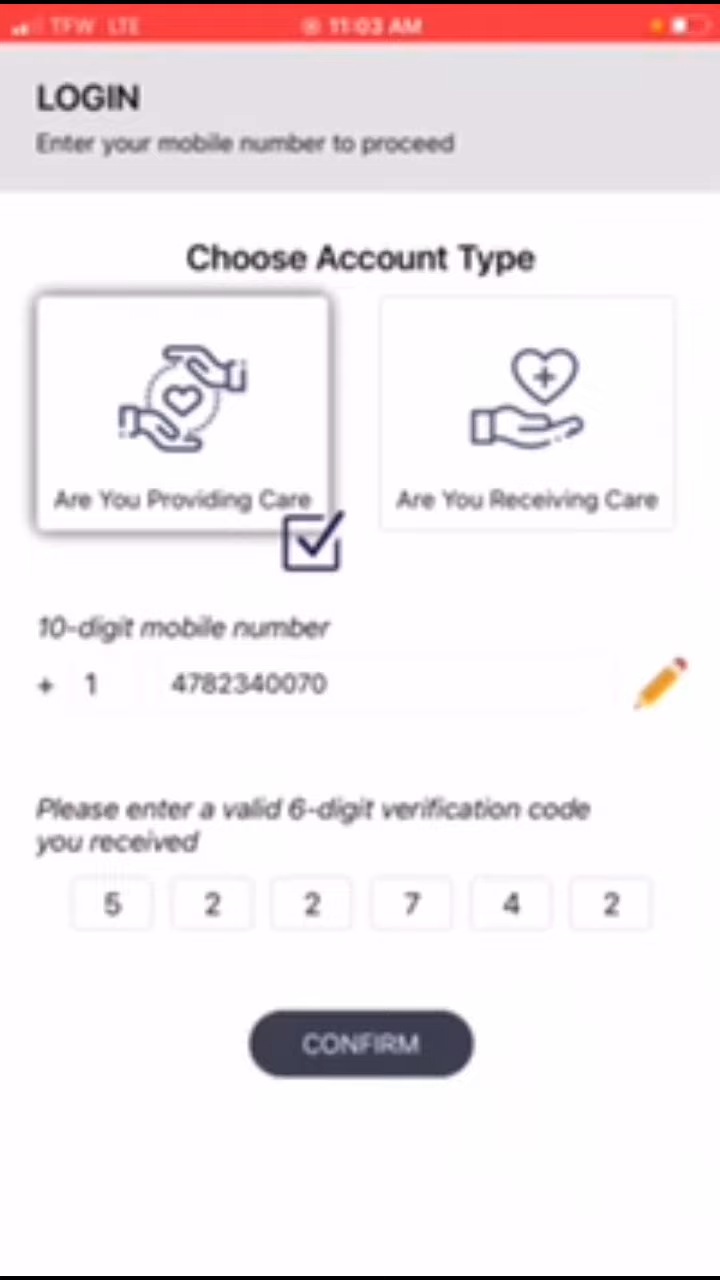 TFW LTE 11:03 AM
LOGIN
Enter your mobile number to proceed
Choose Account Type
Are You Providing Care Are You Receiving Care
10-digit mobile number
+ 1 4782340070
Please enter a valid 6-digit verification code
you received
5 2 2 7 4 2
CONFIRM